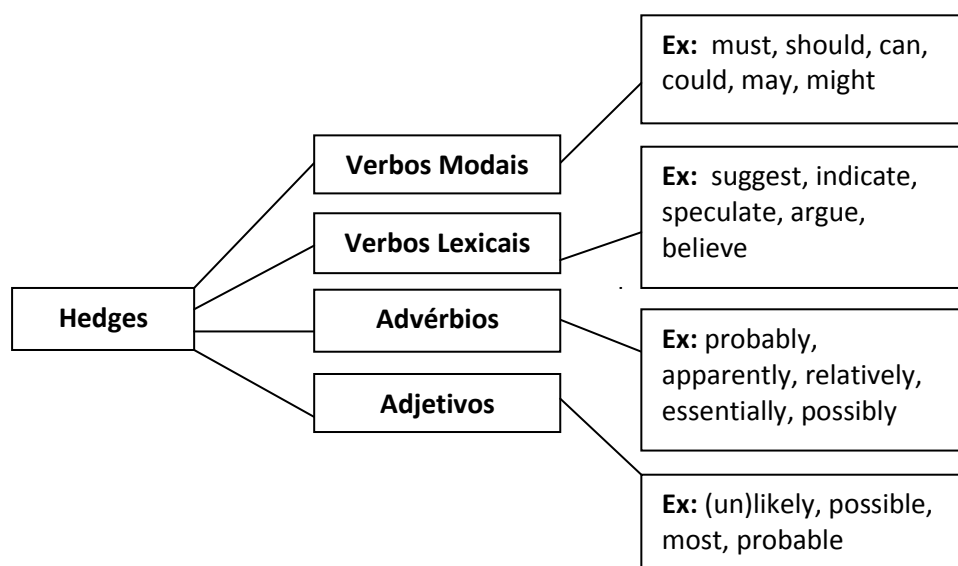 Hedges
Verbos Modais
Verbos Lexicais
Advérbios
Adjetivos
Ex: must, should, can,
could, may, might
Ex: suggest, indicate,
speculate, argue,
believe
Ex: probably,
apparently, relatively,
essentially, possibly
Ex: (un)likely, possible,
most, probable